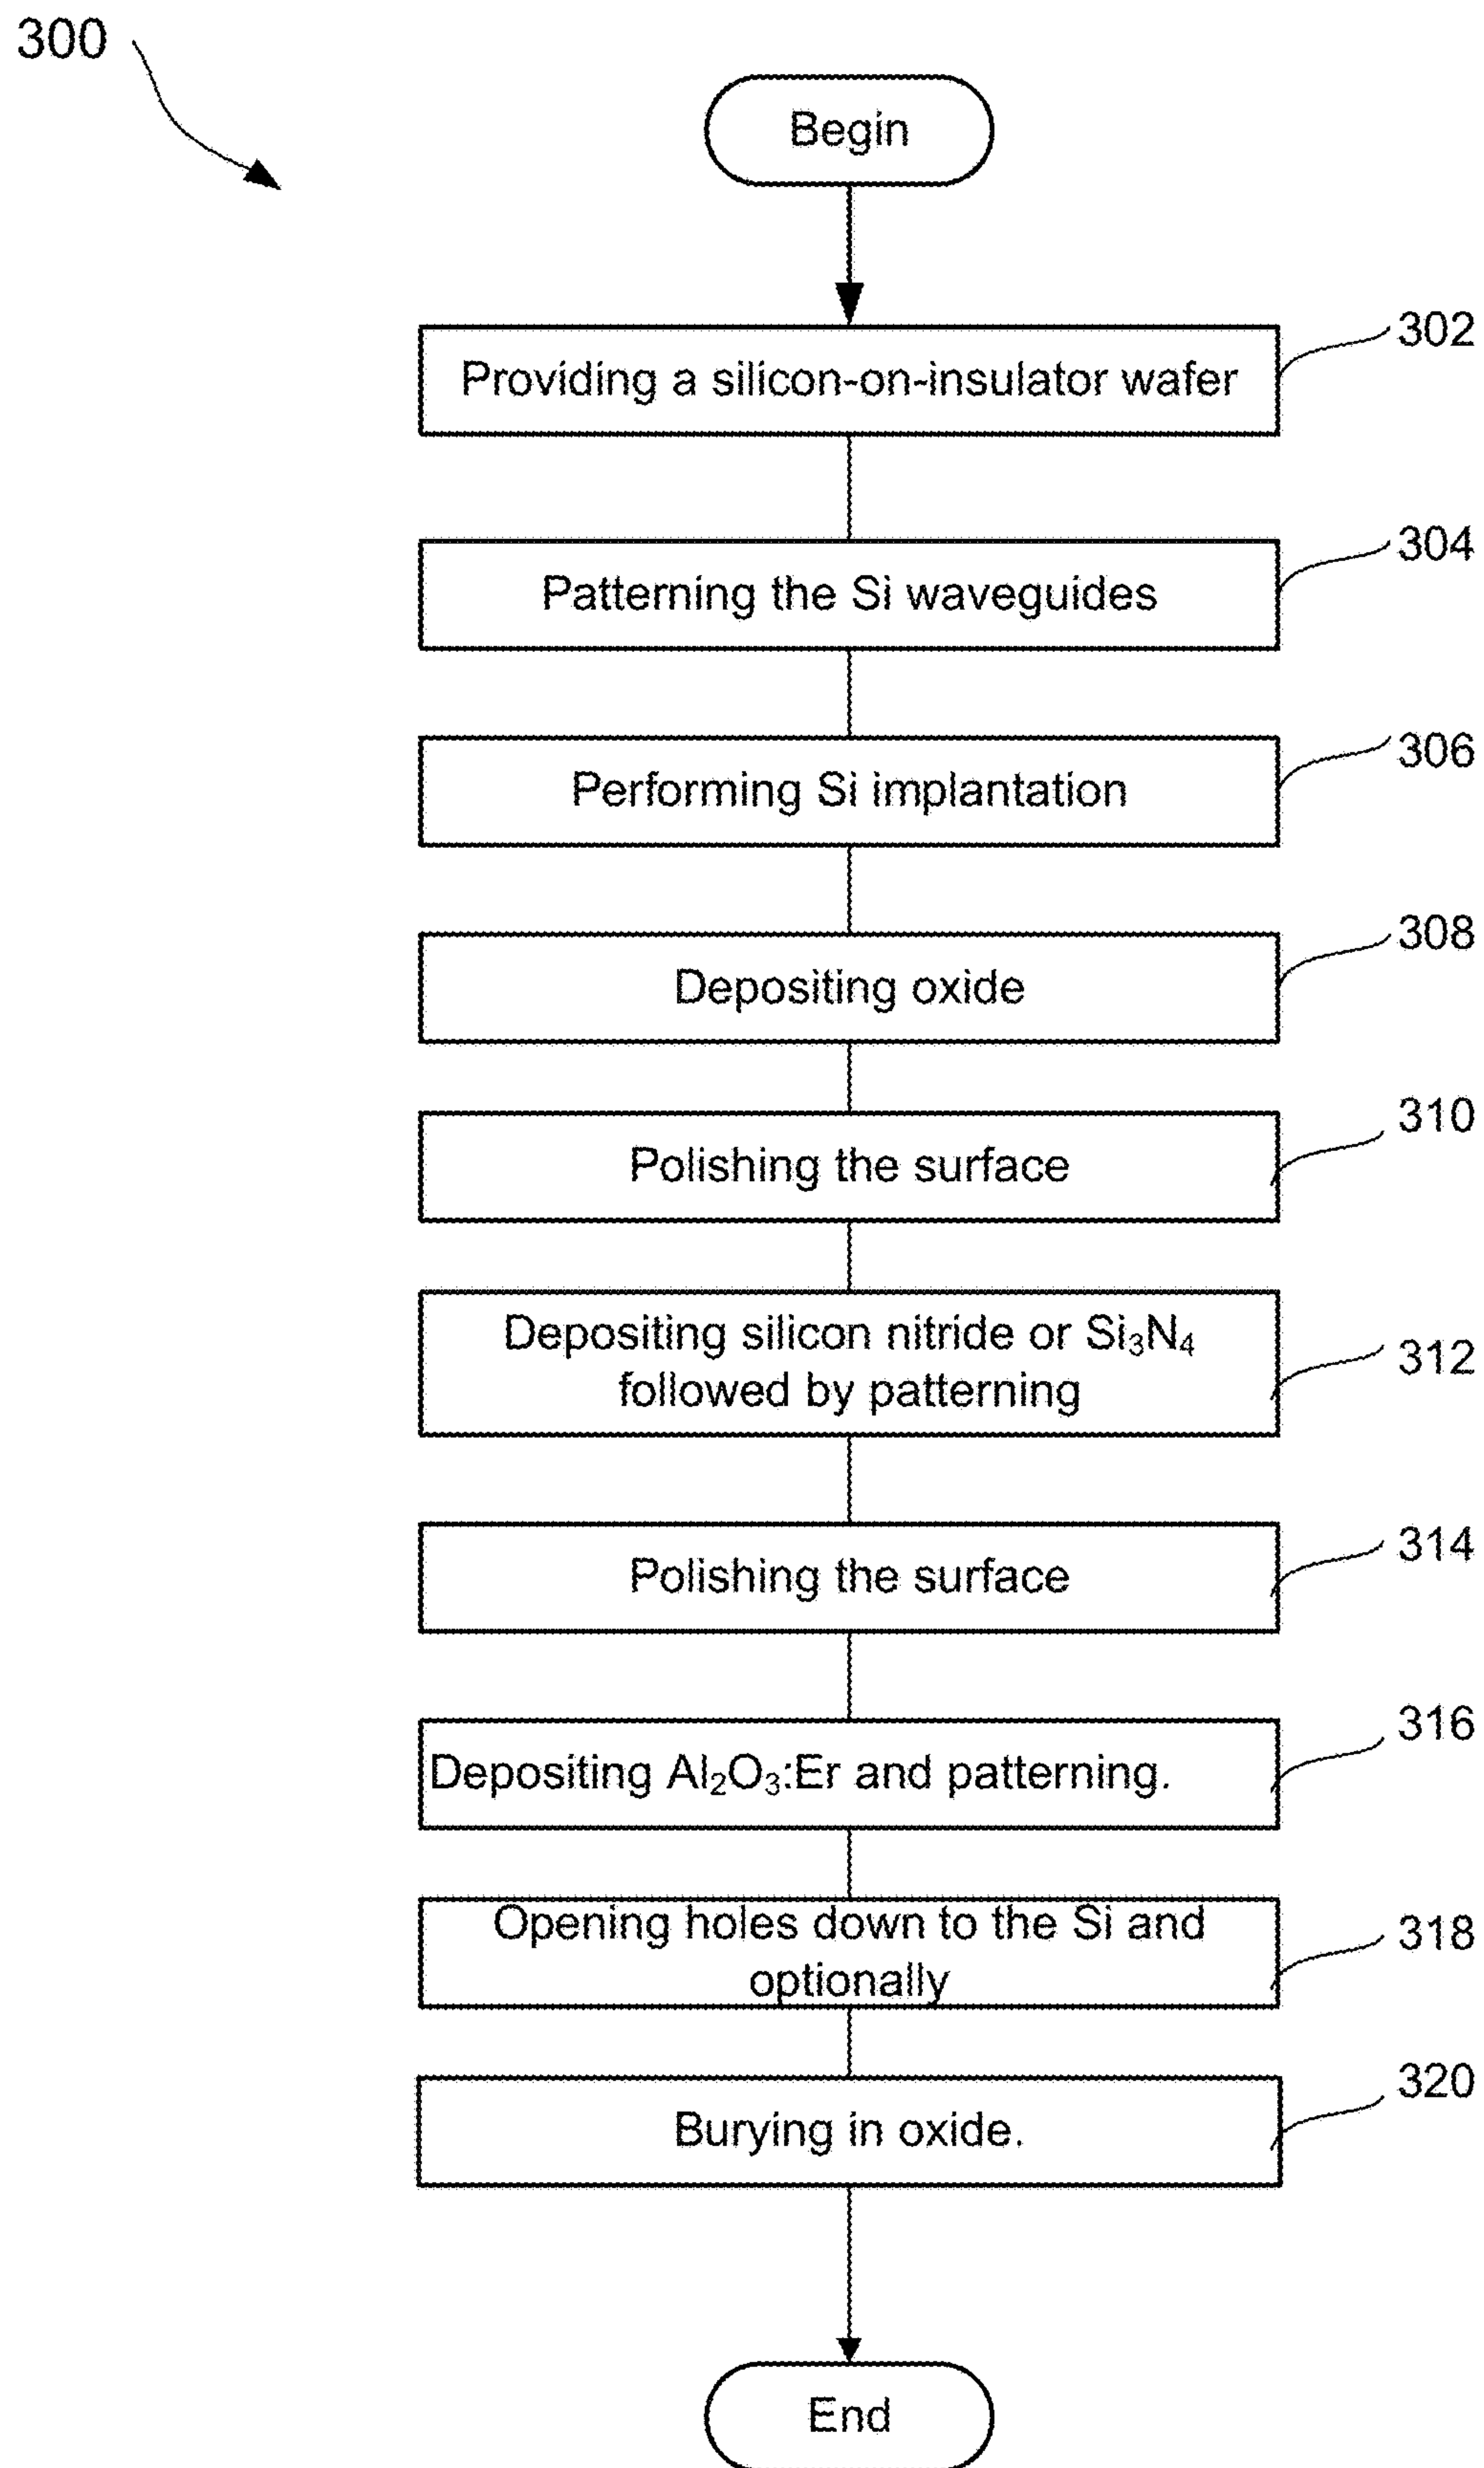 300
Begin
302
Providing a silicon-on-insulator wafer
304
Patterning the Si waveguides
306
Performing Si implantation
308
Depositing oxide
310
Polishing the surface
Depositing silicon nitride or Si₃N₄
312
followed by patterning
314
Polishing the surface
316
Depositing Al₂O₃:Er and patterning.
Opening holes down to the Si and
318
optionally
320
Burying in oxide.
End